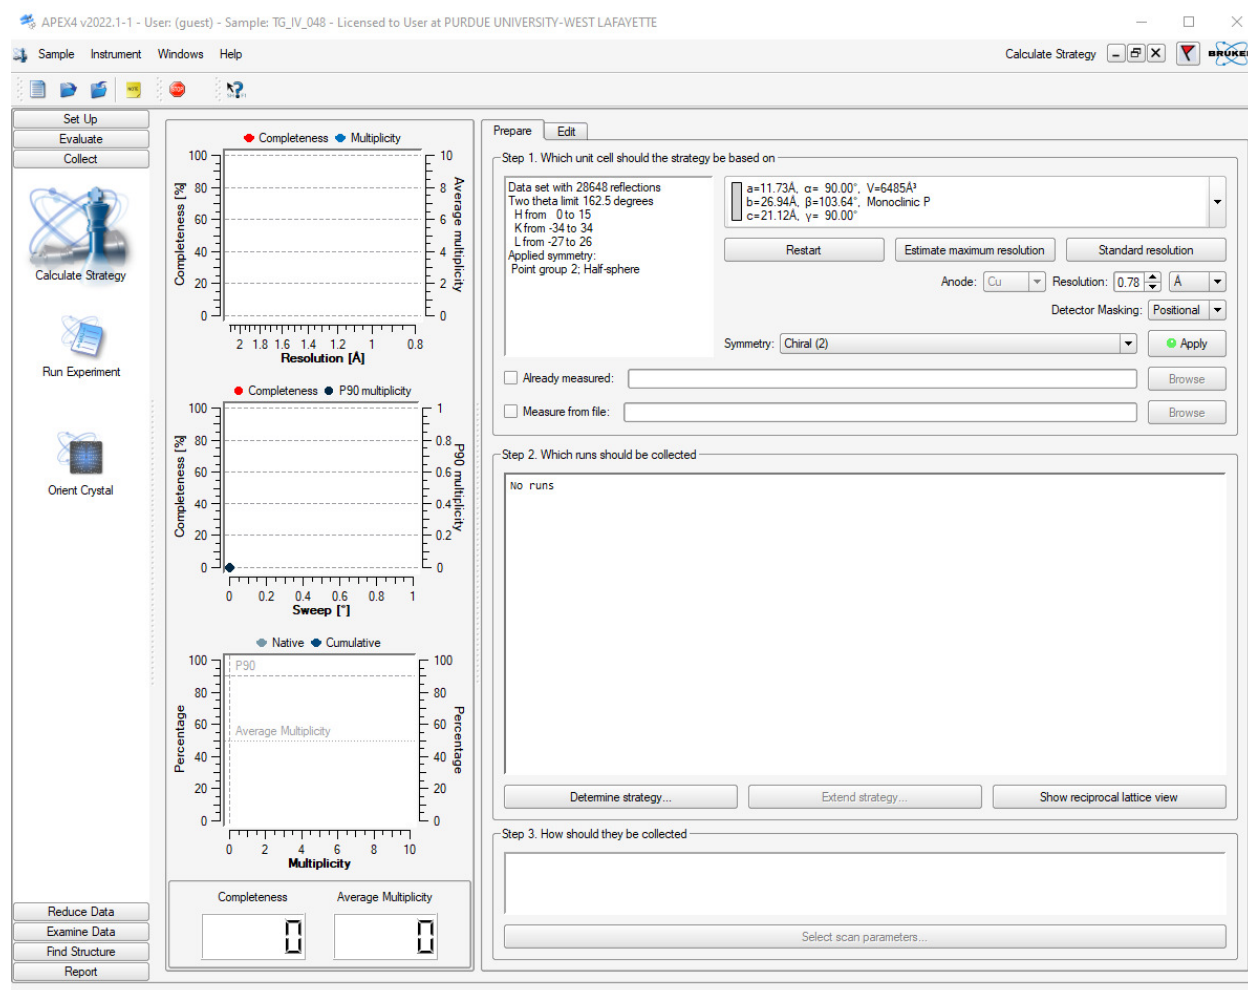 APEX4 v2022.1-1 - User: (guest) - Sample: TG_IV_048 - Licensed to User at PURDUE UNIVERSITY-WEST LAFAYETTE
Sample Instrument Windows Help
Calculate Strategy
BRUKER
NOTE
STOP
Set Up
Evaluate
Collect
Calculate Strategy
Run Experiment
Orient Crystal
Reduce Data
Examine Data
Find Structure
Report
Completeness Multiplicity
100
80
60
40
20
0
Completeness [%]
10
8
6
4
2
0
Average multiplicity
2 1.8 1.6 1.4 1.2 1 0.8
Resolution [Å]
Completeness P90 multiplicity
100
80
60
40
20
0
Completeness [%]
1
0.8
0.6
0.4
0.2
0
P90 multiplicity
0 0.2 0.4 0.6 0.8 1
Sweep [°]
Native Cumulative
100
80
60
40
20
0
Percentage
P90
Average Multiplicity
100
80
60
40
20
0
Percentage
0 2 4 6 8 10
Multiplicity
Completeness Average Multiplicity
0 0
Prepare Edit
Step 1. Which unit cell should the strategy be based on
Data set with 28648 reflections
Two theta limit 162.5 degrees
H from 0 to 15
K from -34 to 34
L from -27 to 26
Applied symmetry:
Point group 2; Half-sphere
a=11.73Å, α= 90.00°, V=6485Å³
b=26.94Å, β=103.64°, Monoclinic P
c=21.12Å, γ= 90.00°
Restart Estimate maximum resolution Standard resolution
Anode: Cu Resolution: 0.78 Å
Detector Masking: Positional
Symmetry: Chiral (2) Apply
Already measured: Browse
Measure from file: Browse
Step 2. Which runs should be collected
No runs
Determine strategy... Extend strategy... Show reciprocal lattice view
Step 3. How should they be collected
Select scan parameters...